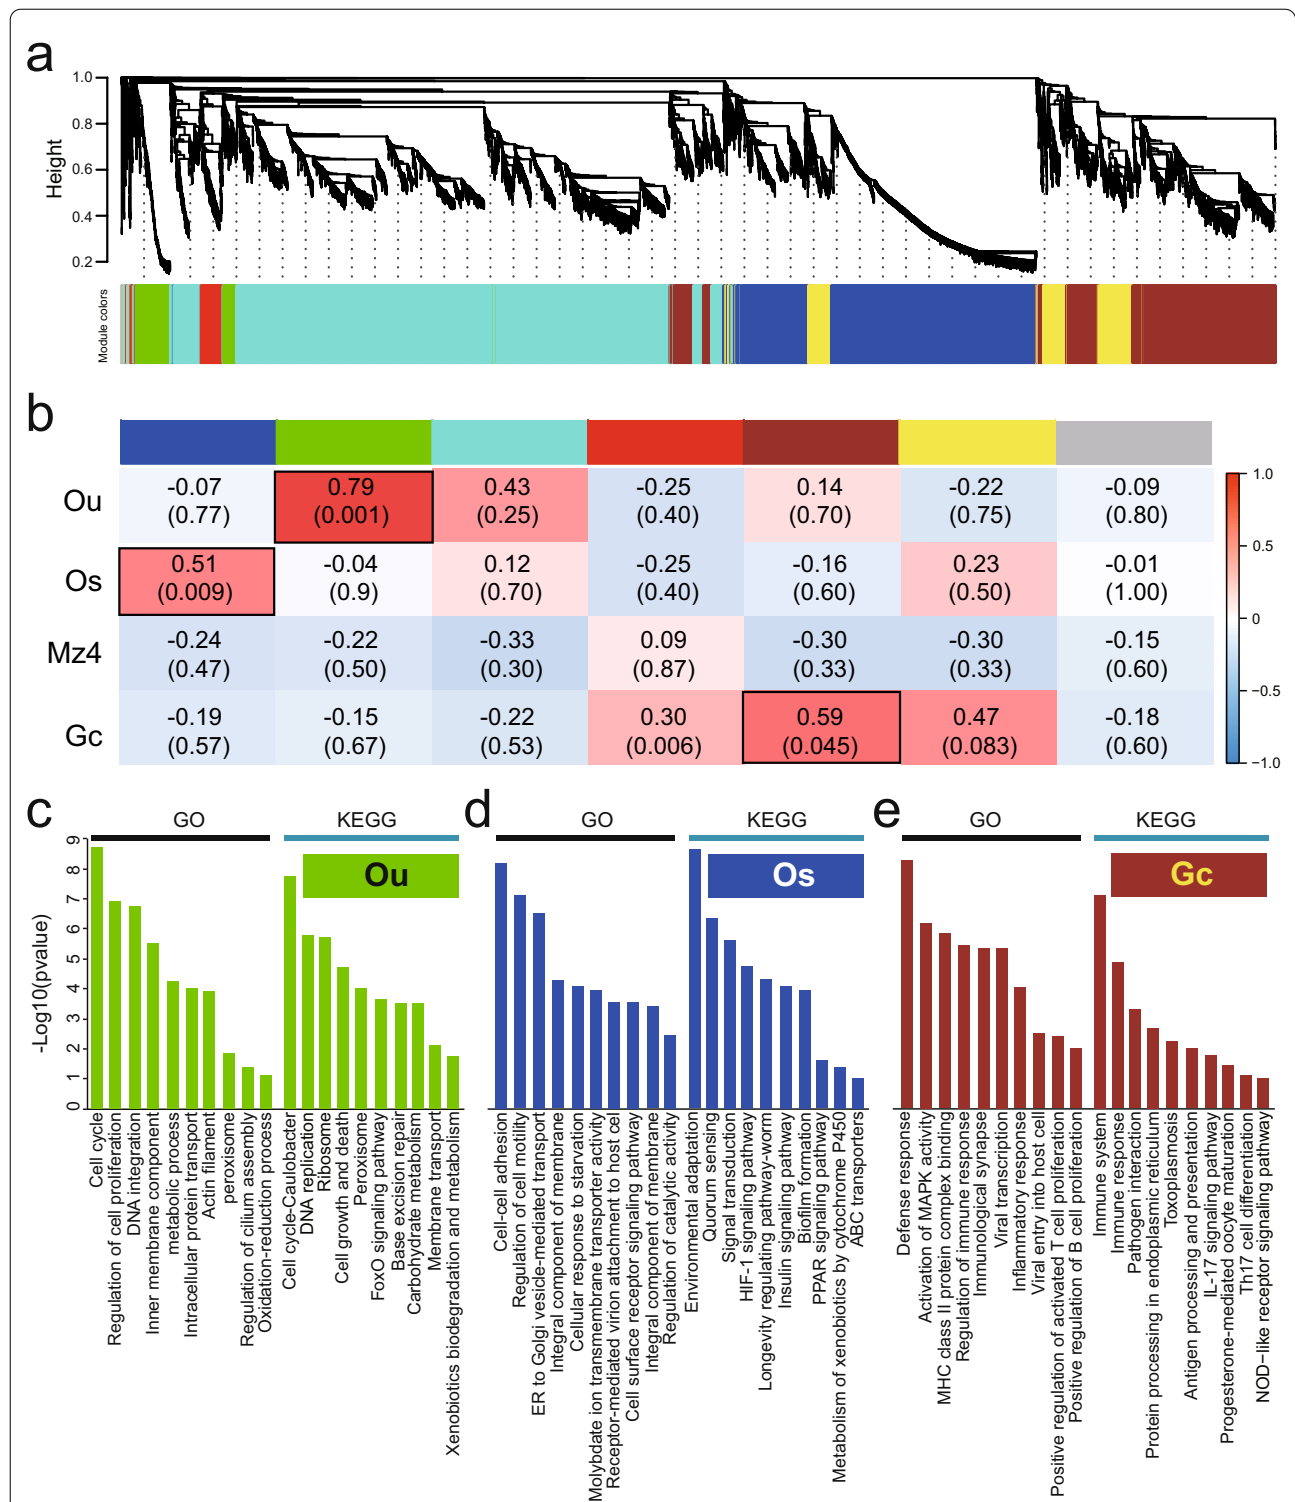 a
Height
1.0
0.8
0.6
0.4
0.2
Module colors
b
Ou
-0.07 0.79 0.43 -0.25 0.14 -0.22 -0.09
(0.77) (0.001) (0.25) (0.40) (0.70) (0.75) (0.80)
Os
0.51 -0.04 0.12 -0.25 -0.16 0.23 -0.01
(0.009) (0.9) (0.70) (0.40) (0.60) (0.50) (1.00)
Mz4
-0.24 -0.22 -0.33 0.09 -0.30 -0.30 -0.15
(0.47) (0.50) (0.30) (0.87) (0.33) (0.33) (0.60)
Gc
-0.19 -0.15 -0.22 0.30 0.59 0.47 -0.18
(0.57) (0.67) (0.53) (0.006) (0.045) (0.083) (0.60)
1.0
0.5
0
−0.5
−1.0
c
GO
KEGG
Ou
-Log10(pvalue)
9
8
7
6
5
4
3
2
1
0
Cell cycle
Regulation of cell proliferation
DNA integration
Inner membrane component
metabolic process
Intracellular protein transport
Actin filament
peroxisome
Regulation of cilium assembly
Oxidation-reduction process
Cell cycle-Caulobacter
DNA replication
Ribosome
Cell growth and death
Peroxisome
FoxO signaling pathway
Base excision repair
Carbohydrate metabolism
Membrane transport
Xenobiotics biodegradation and metabolism
d
GO
KEGG
Os
Cell-cell adhesion
Regulation of cell motility
ER to Golgi vesicle-mediated transport
Integral component of membrane
Cellular response to starvation
Molybdate ion transmembrane transporter activity
Receptor-mediated virion attachment to host cell
Cell surface receptor signaling pathway
Integral component of membrane
Regulation of catalytic activity
Environmental adaptation
Quorum sensing
Signal transduction
HIF-1 signaling pathway
Longevity regulating pathway-worm
Insulin signaling pathway
Biofilm formation
PPAR signaling pathway
Metabolism of xenobiotics by cytochrome P450
ABC transporters
e
GO
KEGG
Gc
Defense response
Activation of MAPK activity
MHC class II protein complex binding
Regulation of immune response
Immunological synapse
Viral transcription
Inflammatory response
Viral entry into host cell
Positive regulation of activated T cell proliferation
Positive regulation of B cell proliferation
Immune system
Immune response
Pathogen interaction
Protein processing in endoplasmic reticulum
Toxoplasmosis
Antigen processing and presentation
IL-17 signaling pathway
Progesterone-mediated oocyte maturation
Th17 cell differentiation
NOD−like receptor signaling pathway